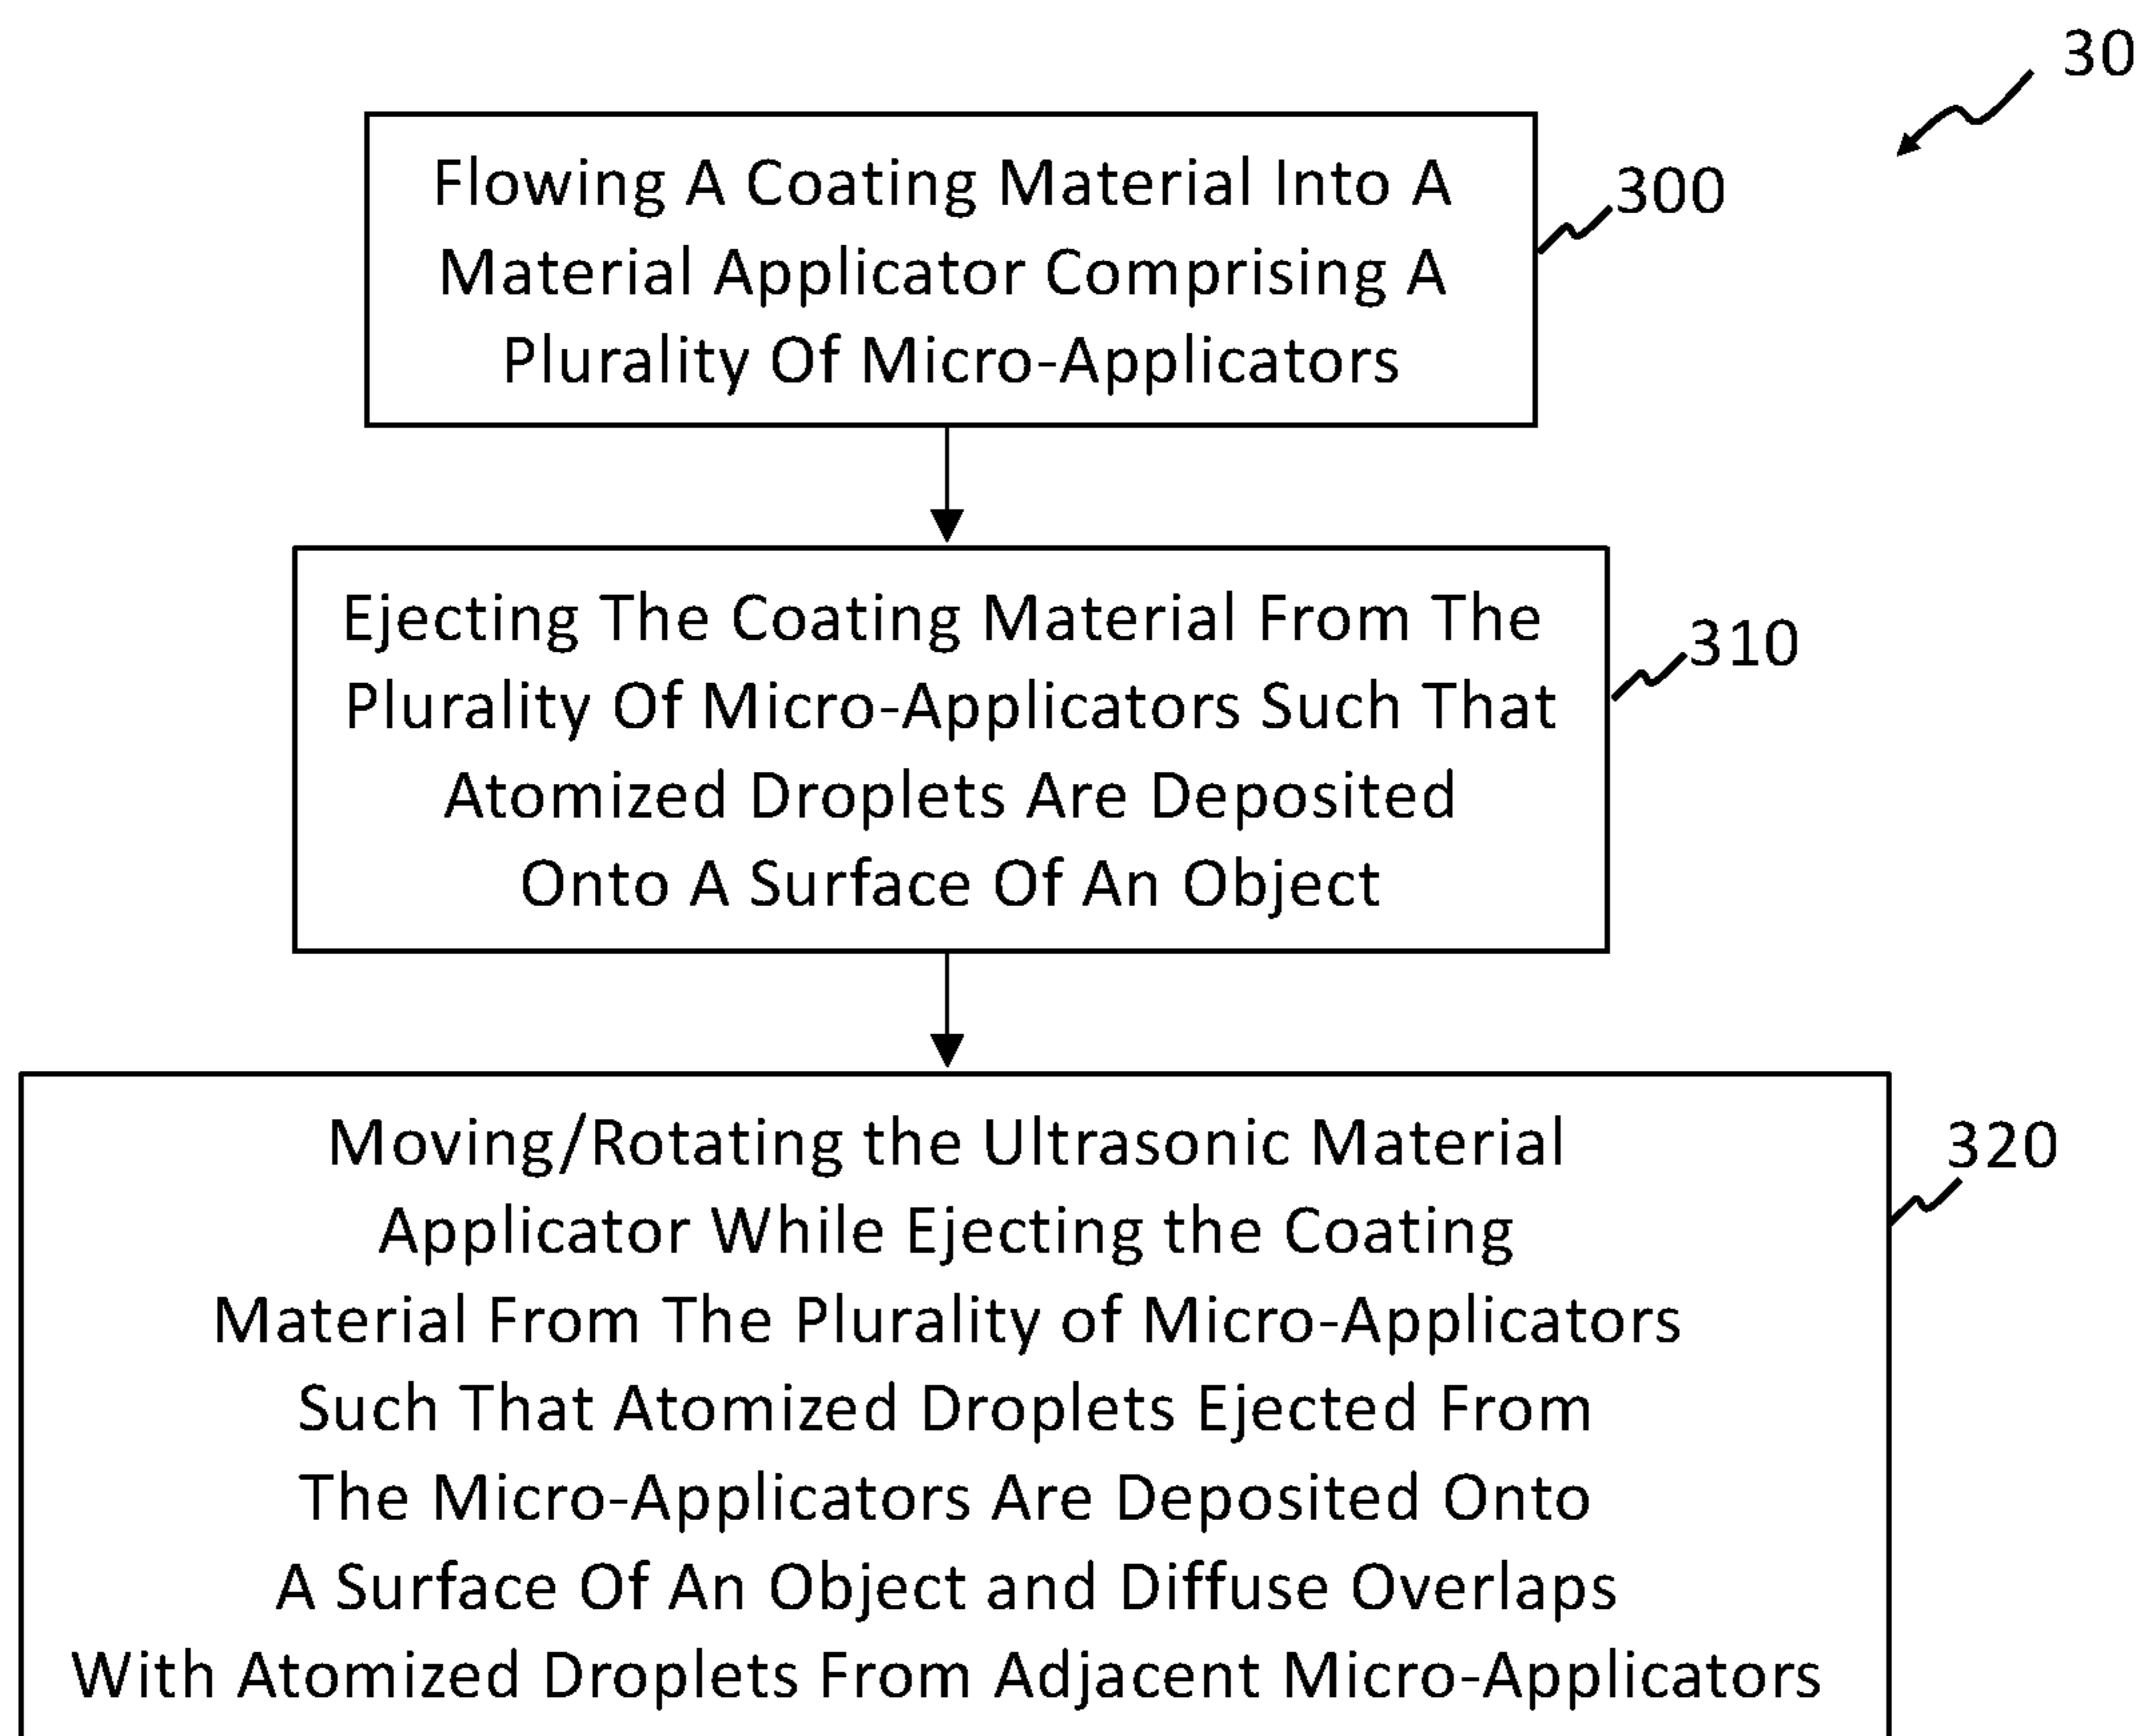 30
Flowing A Coating Material Into A
Material Applicator Comprising A
Plurality Of Micro-Applicators
300
Ejecting The Coating Material From The
Plurality Of Micro-Applicators Such That
Atomized Droplets Are Deposited
Onto A Surface Of An Object
310
Moving/Rotating the Ultrasonic Material
Applicator While Ejecting the Coating
Material From The Plurality of Micro-Applicators
Such That Atomized Droplets Ejected From
The Micro-Applicators Are Deposited Onto
A Surface Of An Object and Diffuse Overlaps
With Atomized Droplets From Adjacent Micro-Applicators
320